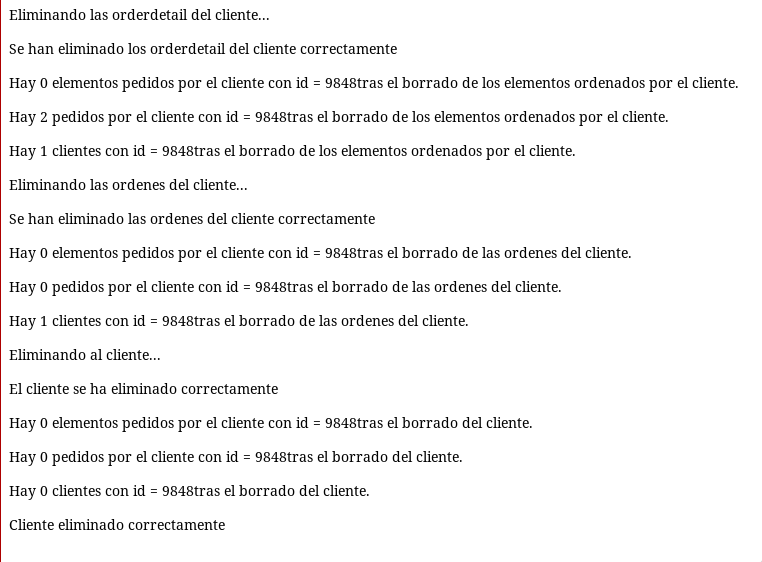 Eliminando las orderdetail del cliente...
Se han eliminado los orderdetail del cliente correctamente
Hay 0 elementos pedidos por el cliente con id = 9848tras el borrado de los elementos ordenados por el cliente.
Hay 2 pedidos por el cliente con id = 9848tras el borrado de los elementos ordenados por el cliente.
Hay 1 clientes con id = 9848tras el borrado de los elementos ordenados por el cliente.
Eliminando las ordenes del cliente...
Se han eliminado las ordenes del cliente correctamente
Hay 0 elementos pedidos por el cliente con id = 9848tras el borrado de las ordenes del cliente.
Hay 0 pedidos por el cliente con id = 9848tras el borrado de las ordenes del cliente.
Hay 1 clientes con id = 9848tras el borrado de las ordenes del cliente.
Eliminando al cliente...
El cliente se ha eliminado correctamente
Hay 0 elementos pedidos por el cliente con id = 9848tras el borrado del cliente.
Hay 0 pedidos por el cliente con id = 9848tras el borrado del cliente.
Hay 0 clientes con id = 9848tras el borrado del cliente.
Cliente eliminado correctamente